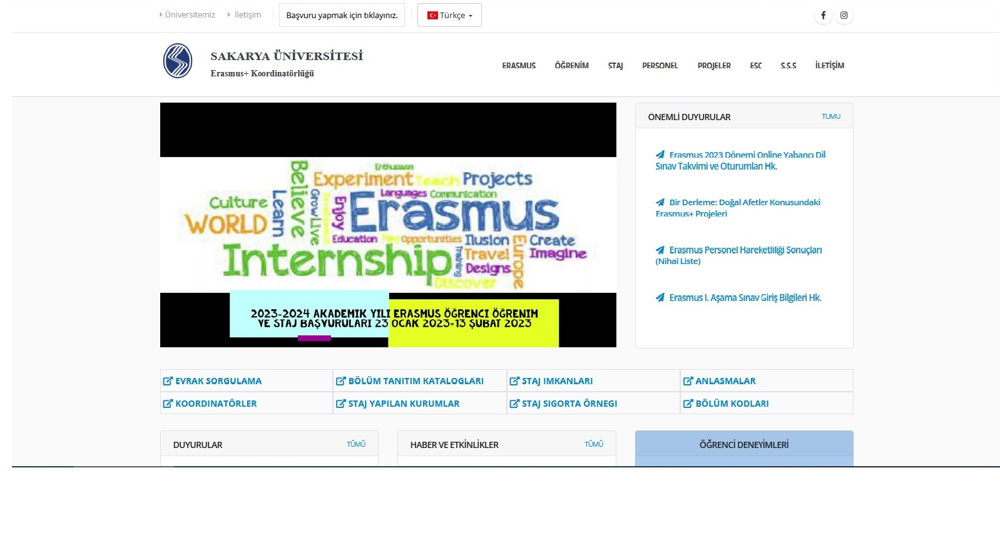 Üniversitemiz
İletişim
Başvuru yapmak için tıklayınız.
Türkçe
SAKARYA ÜNİVERSİTESİ
Erasmus+ Koordinatörlüğü
ERASMUS
ÖĞRENİM
STAJ
PERSONEL
PROJELER
ESC
S.S.S
İLETİŞİM
Believe
Enthusiasm
Experiment
Teach
Projects
Culture
Learn
Grow
Live
Enjoy
Languages
Communication
Erasmus
WORLD
Education
Opportunities
Ilusion
Create
Internship
Training
Travel
Europe
Imagine
Designs
Discover
2023-2024 AKADEMIK YILI ERASMUS ÖĞRENCI ÖĞRENIM
VE STAJ BAŞVURULARI 23 OCAK 2023-13 ŞUBAT 2023
ÖNEMLİ DUYURULAR
TUMU
Erasmus 2023 Dönemi Online Yabancı Dil
Sınav Takvimi ve Oturumları Hk.
Bir Derleme: Doğal Afetler Konusundaki
Erasmus+ Projeleri
Erasmus Personel Hareketliliği Sonuçları
(Nihai Liste)
Erasmus I. Aşama Sınav Giriş Bilgileri Hk.
EVRAK SORGULAMA
BÖLÜM TANITIM KATALOGLARI
STAJ IMKANLARI
ANLASMALAR
KOORDINATÖRLER
STAJ YAPILAN KURUMLAR
STAJ SIGORTA ÖRNEGI
BÖLÜM KODLARI
DUYURULAR
TÜMÜ
HABER VE ETKİNLİKLER
TÜMÜ
ÖĞRENCİ DENEYİMLERİ